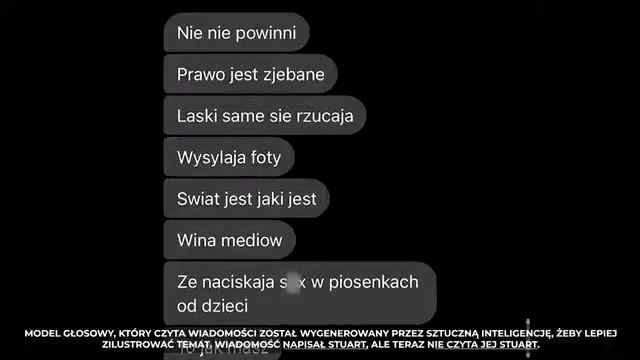 Nie nie powinni
Prawo jest zjebane
Laski same sie rzucaja
Wysylaja foty
Swiat jest jaki jest
Wina mediow
Ze naciskaja s x w piosenkach
od dzieci
MODEL GŁOSOWY, KTÓRY CZYTA WIADOMOŚCI ZOSTAŁ WYGENEROWANY PRZEZ SZTUCZNĄ INTELIGENCJĘ, ŻEBY LEPIEJ
ZILUSTROWAĆ TEMAT. WIADOMOŚĆ NAPISAŁ STUART, ALE TERAZ NIE CZYTA JEJ STUART.